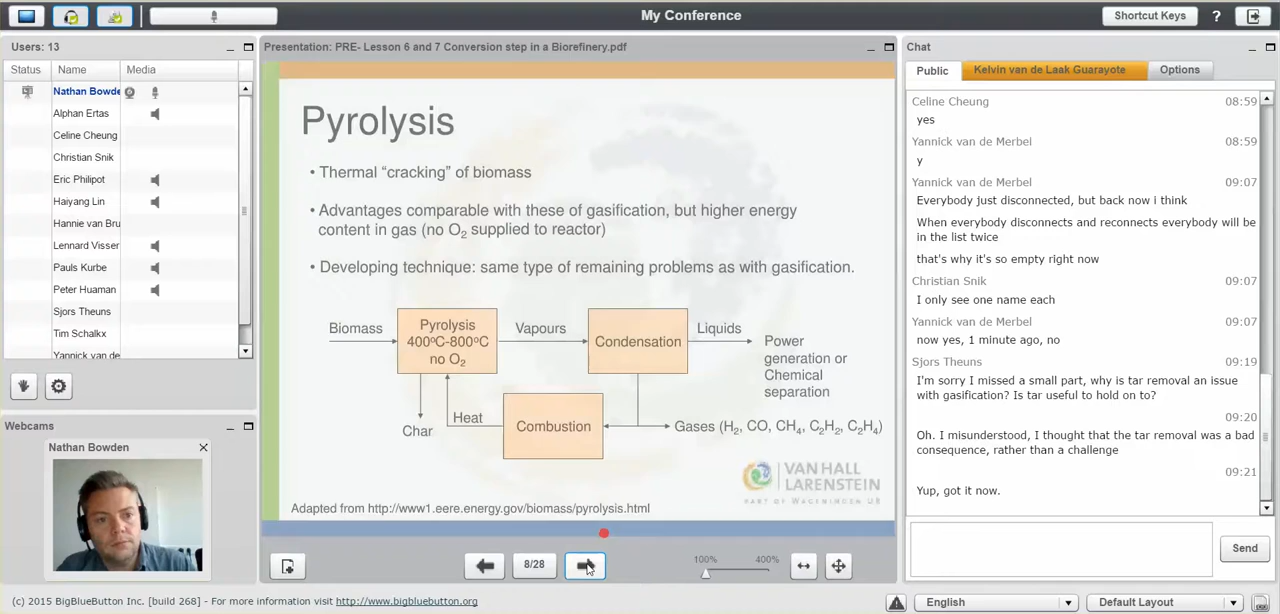 My Conference
Shortcut Keys
?
Users: 13
Status Name Media
Nathan Bowde
Alphan Ertas
Celine Cheung
Christian Snik
Eric Philipot
Haiyang Lin
Hannie van Bru
Lennard Visser
Pauls Kurbe
Peter Huaman
Sjors Theuns
Tim Schalkx
Yannick van de
Webcams
Nathan Bowden
Presentation: PRE- Lesson 6 and 7 Conversion step in a Biorefinery.pdf
Pyrolysis
• Thermal “cracking” of biomass
• Advantages comparable with these of gasification, but higher energy
content in gas (no O2 supplied to reactor)
• Developing technique: same type of remaining problems as with gasification.
Biomass
Pyrolysis
400ºC-800ºC
no O2
Vapours
Condensation
Liquids
Power
generation or
Chemical
separation
Char
Heat
Combustion
Gases (H2, CO, CH4, C2H2, C2H4)
VAN HALL
LARENSTEIN
PART OF WAGENINGEN UR
Adapted from http://www1.eere.energy.gov/biomass/pyrolysis.html
8/28
100% 400%
Chat
Public Kelvin van de Laak Guarayote Options
Celine Cheung 08:59
yes
Yannick van de Merbel 08:59
y
Yannick van de Merbel 09:07
Everybody just disconnected, but back now i think
When everybody disconnects and reconnects everybody will be
in the list twice
that's why it's so empty right now
Christian Snik 09:07
I only see one name each
Yannick van de Merbel 09:07
now yes, 1 minute ago, no
Sjors Theuns 09:19
I'm sorry I missed a small part, why is tar removal an issue
with gasification? Is tar useful to hold on to?
09:20
Oh. I misunderstood, I thought that the tar removal was a bad
consequence, rather than a challenge
09:21
Yup, got it now.
Send
(c) 2015 BigBlueButton Inc. [build 268] - For more information visit http://www.bigbluebutton.org
English
Default Layout